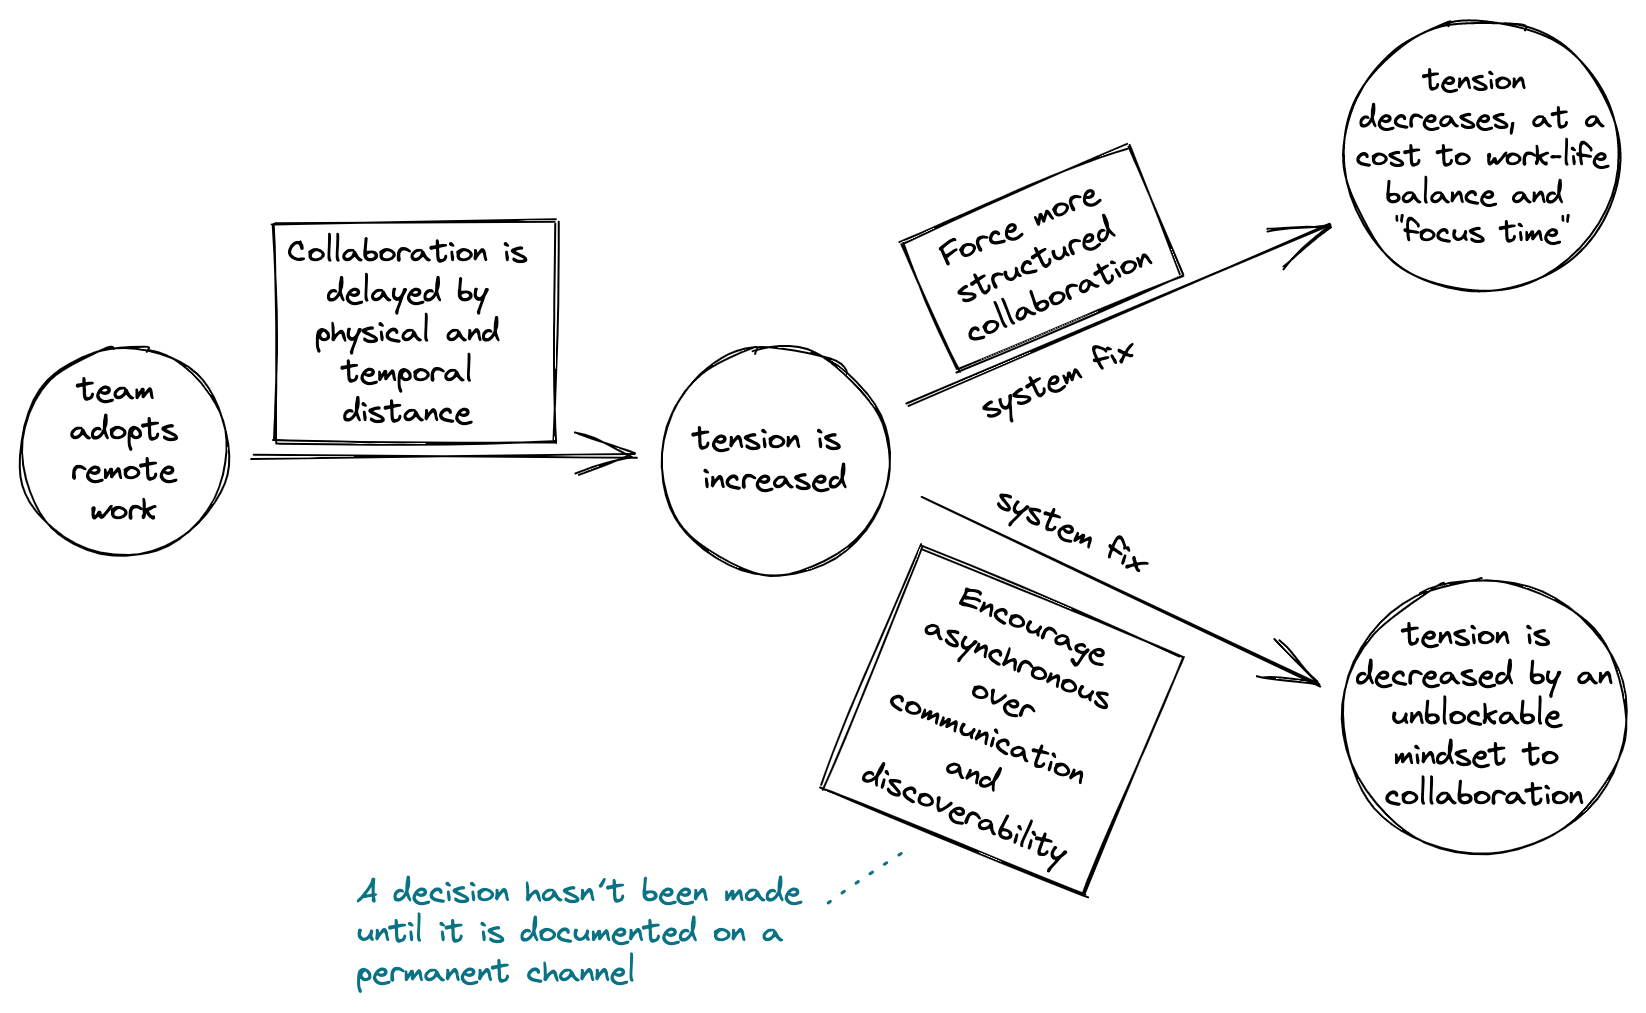 team
adopts
remote
work
Collaboration is
delayed by
physical and
temporal
distance
tension is
increased
Force more
structured
collaboration
system fix
tension
decreases, at a
cost to work-life
balance and
"focus time"
system fix
Encourage
asynchronous
over
communication
and
discoverability
tension is
decreased by an
unblockable
mindset to
collaboration
A decision hasn't been made
until it is documented on a
permanent channel